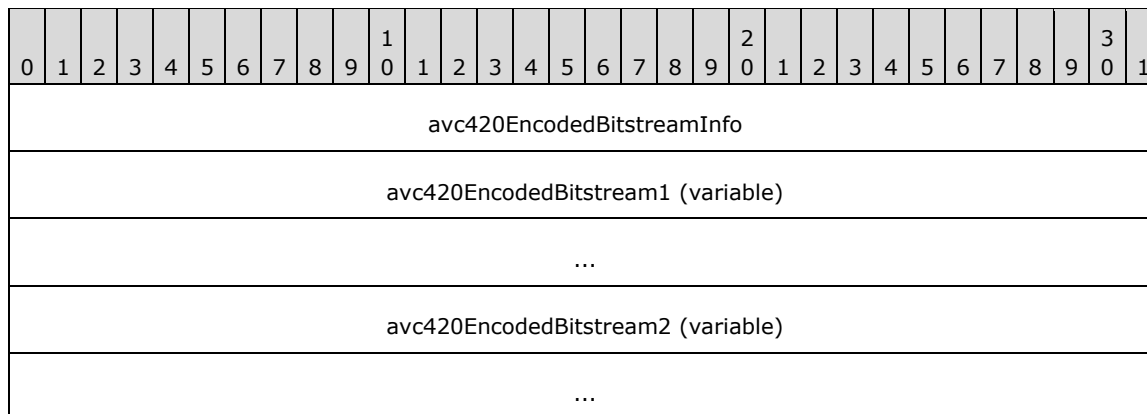 1 2 3
0 1 2 3 4 5 6 7 8 9 0 1 2 3 4 5 6 7 8 9 0 1 2 3 4 5 6 7 8 9 0 1
avc420EncodedBitstreamInfo
avc420EncodedBitstream1 (variable)
...
avc420EncodedBitstream2 (variable)
...